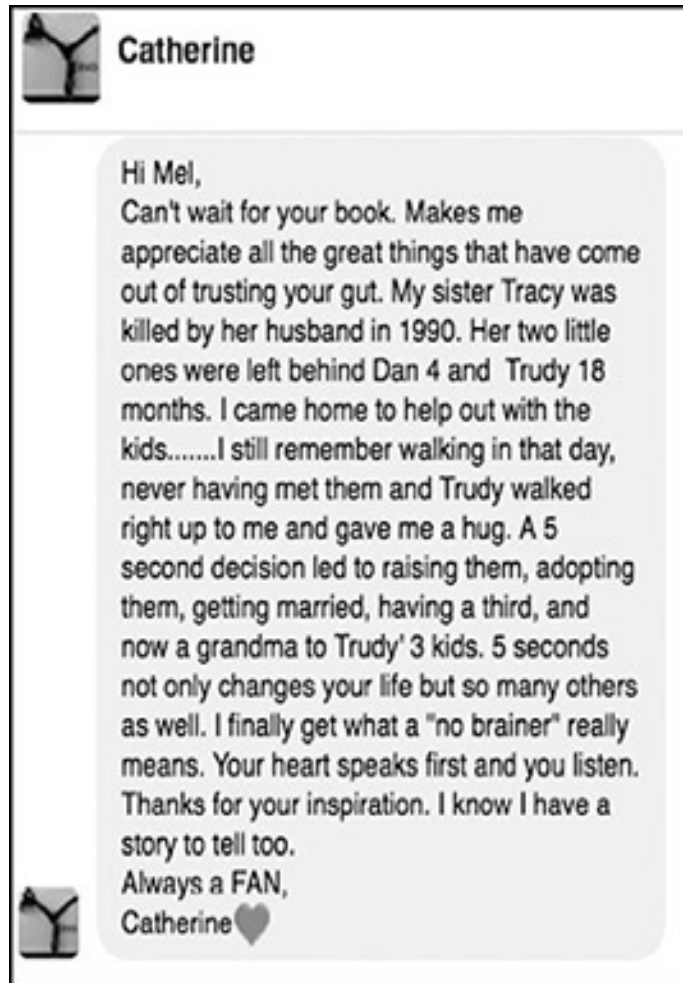 Catherine
Hi Mel,
Can't wait for your book. Makes me
appreciate all the great things that have come
out of trusting your gut. My sister Tracy was
killed by her husband in 1990. Her two little
ones were left behind Dan 4 and  Trudy 18
months. I came home to help out with the
kids.......I still remember walking in that day,
never having met them and Trudy walked
right up to me and gave me a hug. A 5
second decision led to raising them, adopting
them, getting married, having a third, and
now a grandma to Trudy' 3 kids. 5 seconds
not only changes your life but so many others
as well. I finally get what a "no brainer" really
means. Your heart speaks first and you listen.
Thanks for your inspiration. I know I have a
story to tell too.
Always a FAN,
Catherine